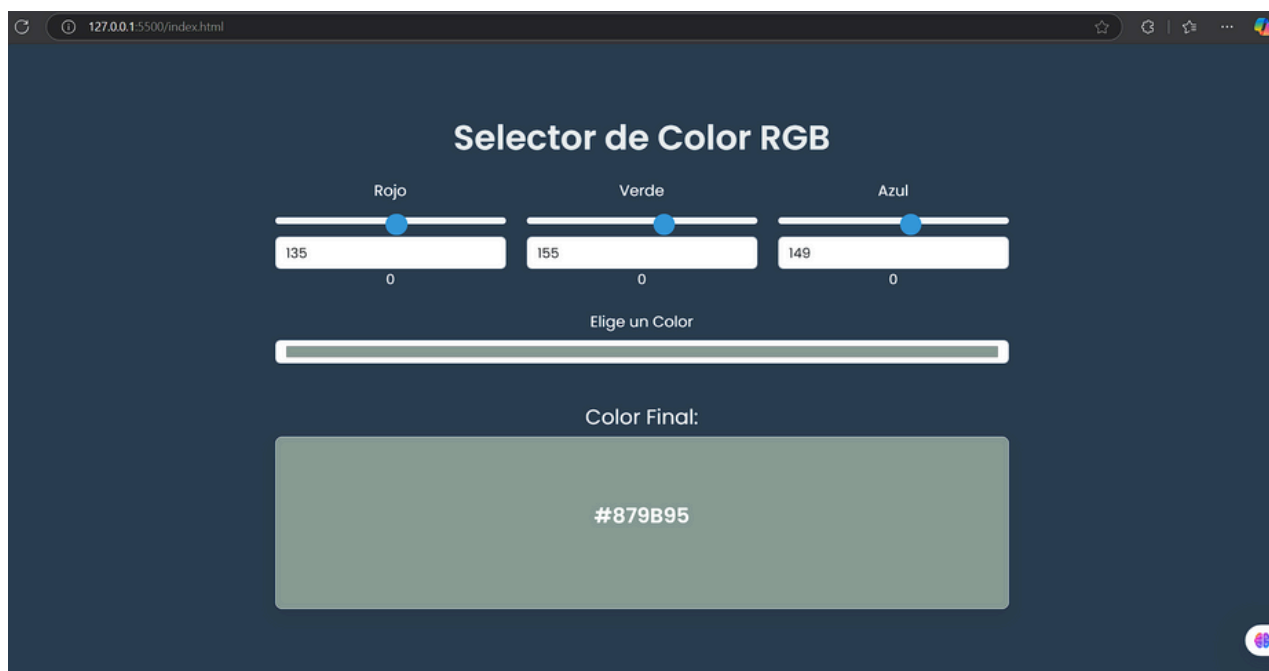 127.0.0.1:5500/index.html
Selector de Color RGB
Rojo Verde Azul
135 155 149
0 0 0
Elige un Color
Color Final:
#879B95